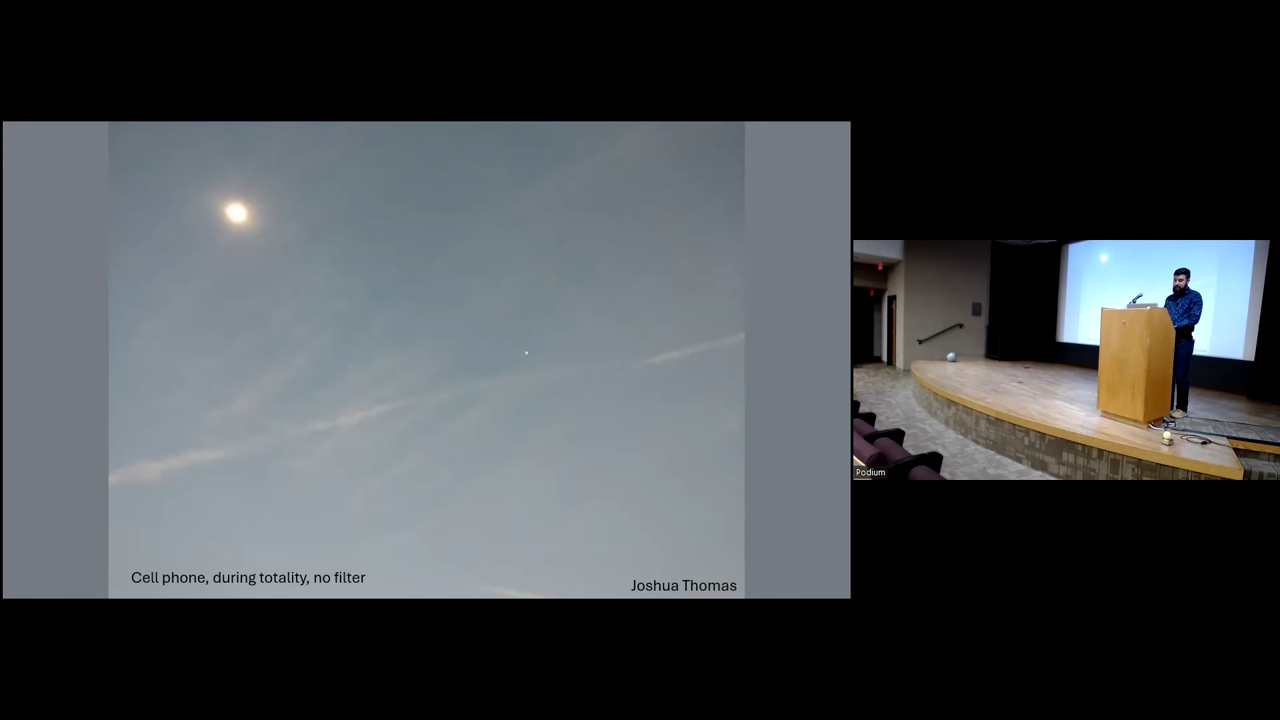 Cell phone, during totality, no filter
Joshua Thomas
Podium